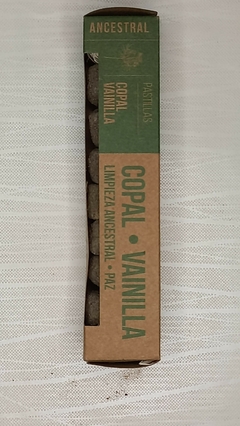 ANCESTRAL
PASTILLAS
COPAL
VAINILLA
COPAL • VAINILLA
LIMPIEZA ANCESTRAL • PAZ